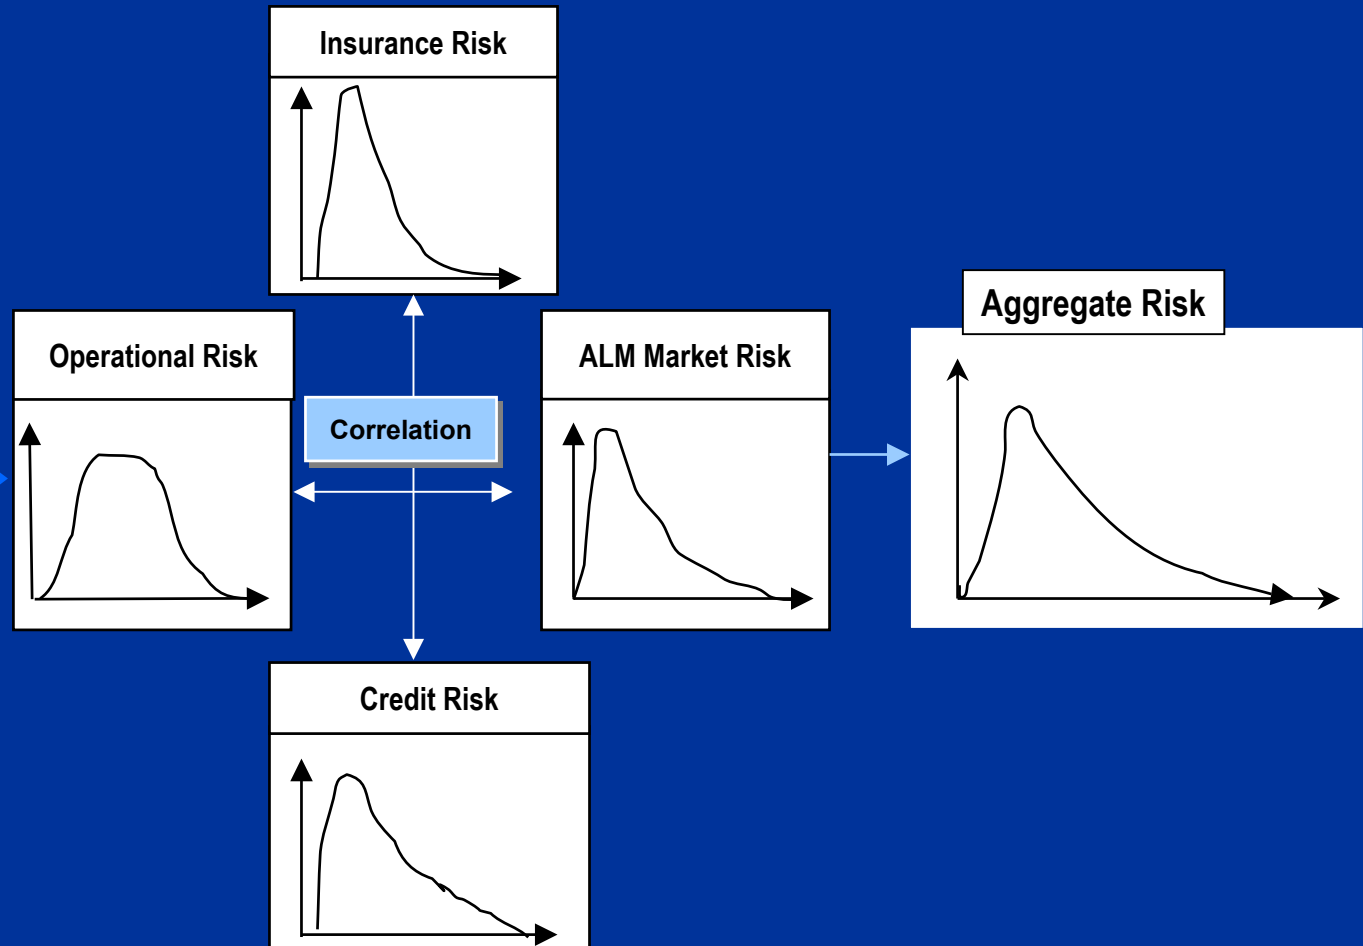 Insurance Risk
Aggregate Risk
Operational Risk
ALM Market Risk
Correlation
Credit Risk